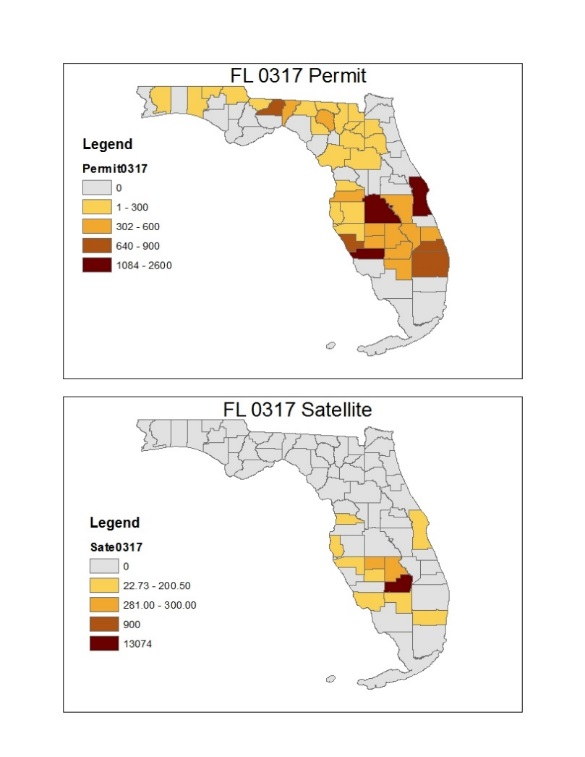 FL 0317 Permit
Legend
Permit0317
0
1 - 300
302 - 600
640 - 900
1084 - 2600
FL 0317 Satellite
Legend
Sate0317
0
22.73 - 200.50
281.00 - 300.00
900
13074